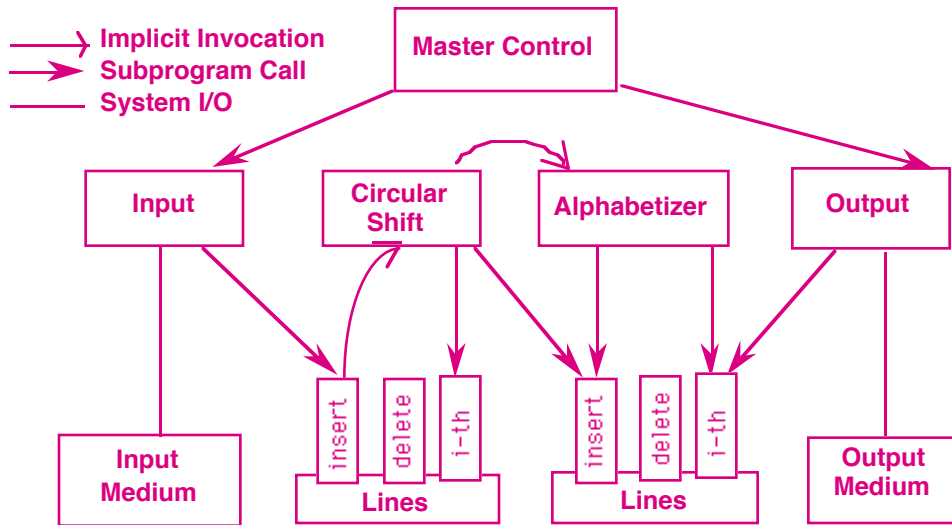 Implicit Invocation
Subprogram Call
System I/O
Master Control
Input
Circular
Shift
Alphabetizer
Output
insert
delete
i-th
insert
delete
i-th
Input
Medium
Lines
Lines
Output
Medium